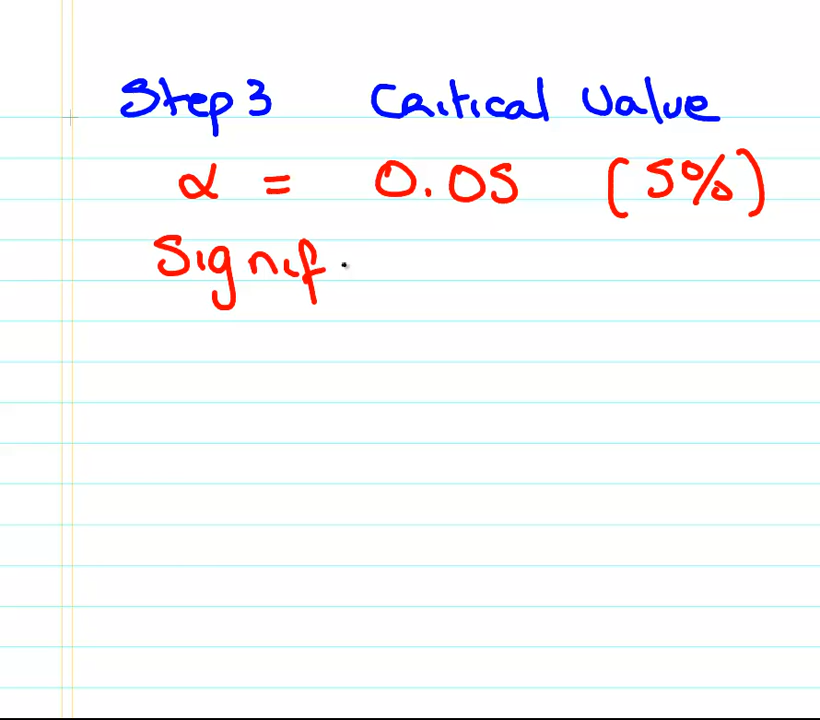 Step 3 Critical Value
α = 0.05 (5%)
Signif